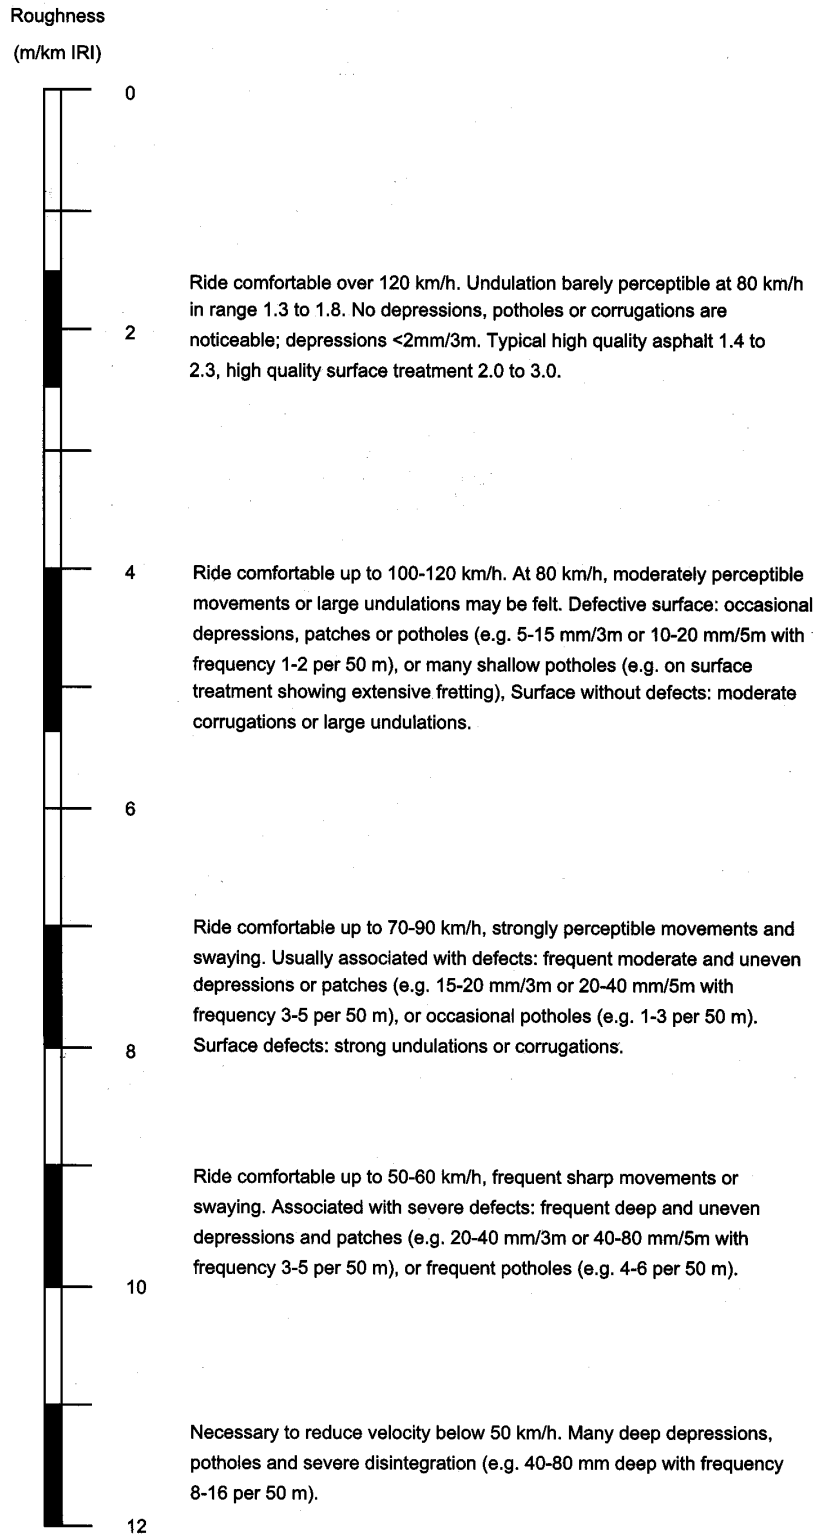 Roughness
(m/km IRI)
0
Ride comfortable over 120 km/h. Undulation barely perceptible at 80 km/h
in range 1.3 to 1.8. No depressions, potholes or corrugations are
2
noticeable; depressions <2mm/3m. Typical high quality asphalt 1.4 to
2.3, high quality surface treatment 2.0 to 3.0.
4
Ride comfortable up to 100-120 km/h. At 80 km/h, moderately perceptible
movements or large undulations may be felt. Defective surface: occasional
depressions, patches or potholes (e.g. 5-15 mm/3m or 10-20 mm/5m with
frequency 1-2 per 50 m), or many shallow potholes (e.g. on surface
treatment showing extensive fretting), Surface without defects: moderate
corrugations or large undulations.
6
Ride comfortable up to 70-90 km/h, strongly perceptible movements and
swaying. Usually associated with defects: frequent moderate and uneven
depressions or patches (e.g. 15-20 mm/3m or 20-40 mm/5m with
frequency 3-5 per 50 m), or occasional potholes (e.g. 1-3 per 50 m).
8
Surface defects: strong undulations or corrugations.
Ride comfortable up to 50-60 km/h, frequent sharp movements or
swaying. Associated with severe defects: frequent deep and uneven
depressions and patches (e.g. 20-40 mm/3m or 40-80 mm/5m with
frequency 3-5 per 50 m), or frequent potholes (e.g. 4-6 per 50 m).
10
Necessary to reduce velocity below 50 km/h. Many deep depressions,
potholes and severe disintegration (e.g. 40-80 mm deep with frequency
8-16 per 50 m).
12